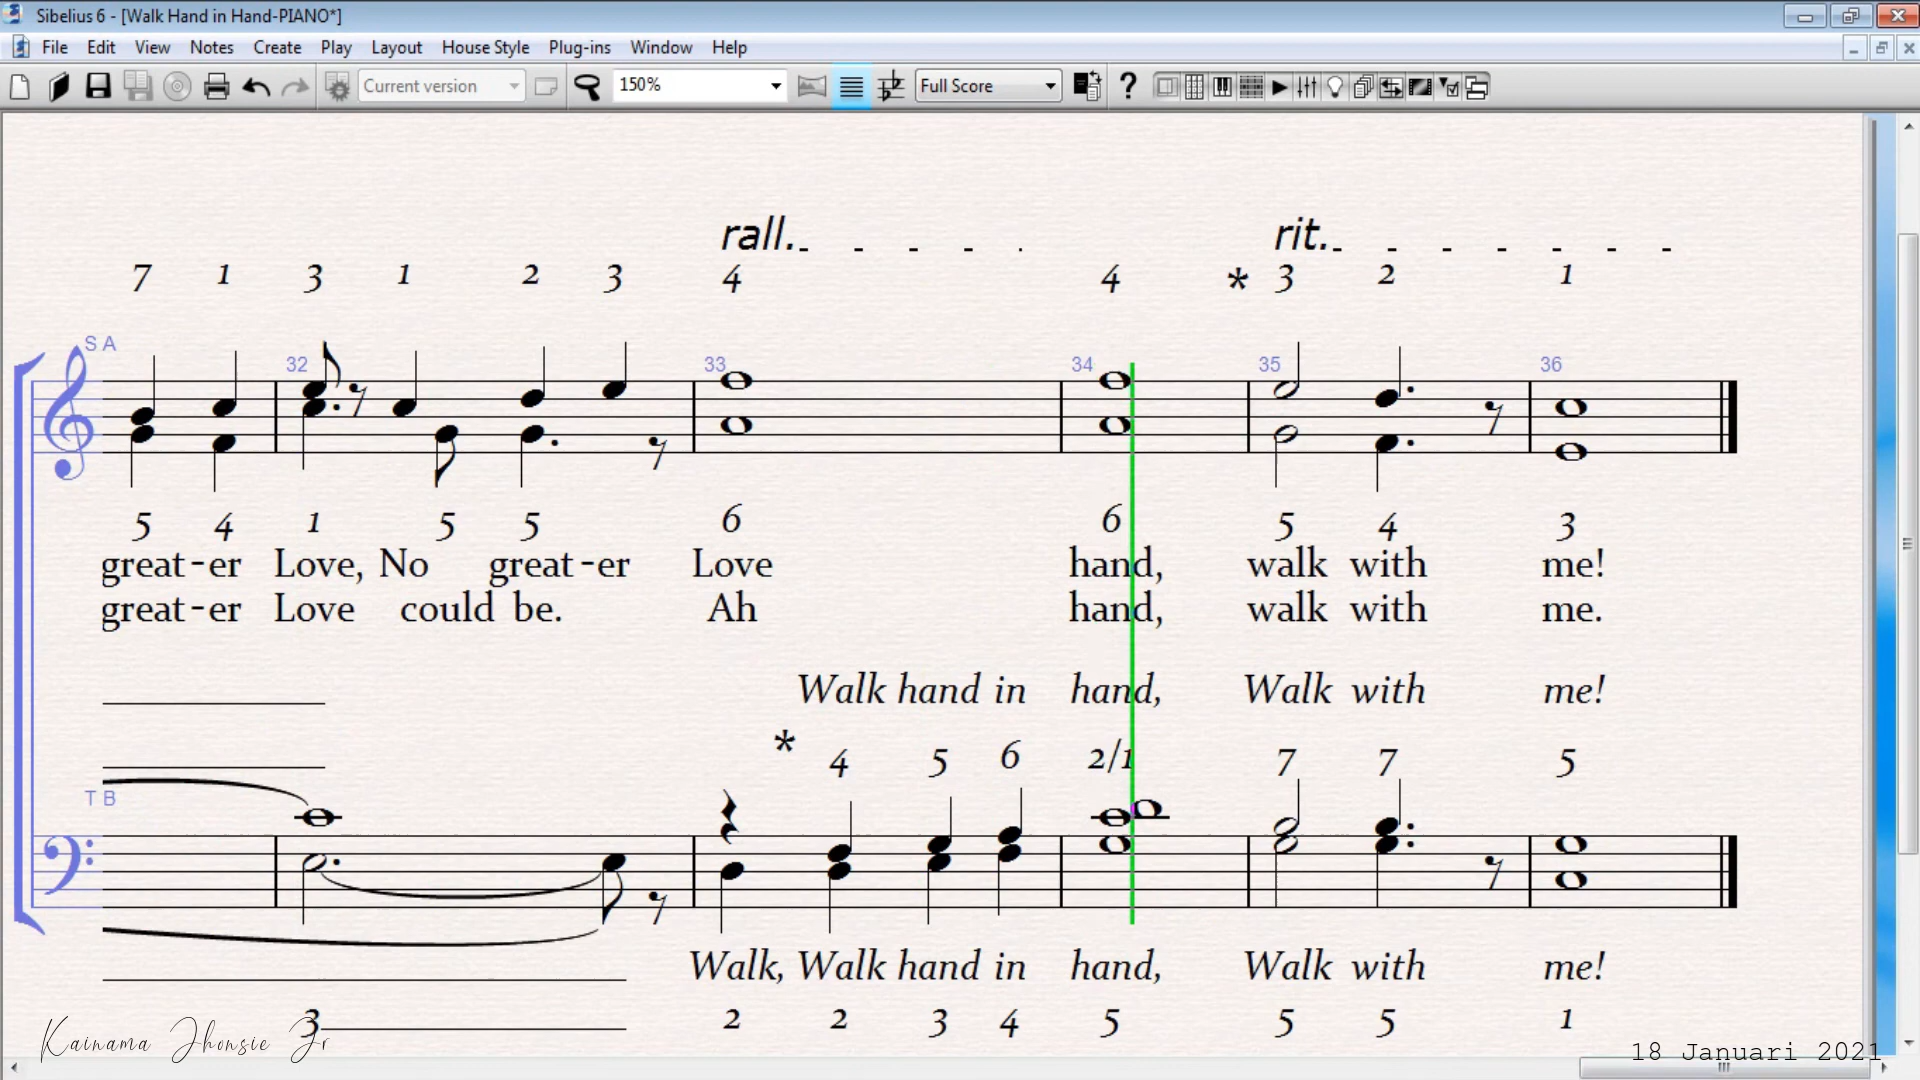 Sibelius 6 - [Walk Hand in Hand-PIANO*]
File Edit View Notes Create Play Layout House Style Plug-ins Window Help
Current version 150% Full Score ?
rall. rit.
7 1 3 1 2 3 4 4 * 3 2 1
S A 32 33 34 35 36
5 4 1 5 5 6 6 5 4 3
great-er Love, No great-er Love hand, walk with me!
great-er Love could be. Ah hand, walk with me.
Walk hand in hand, Walk with me!
* 4 5 6 2/1 7 7 5
T B
Walk, Walk hand in hand, Walk with me!
3 2 2 3 4 5 5 5 1
Kainama Jhonsie Jr
18 Januari 2021